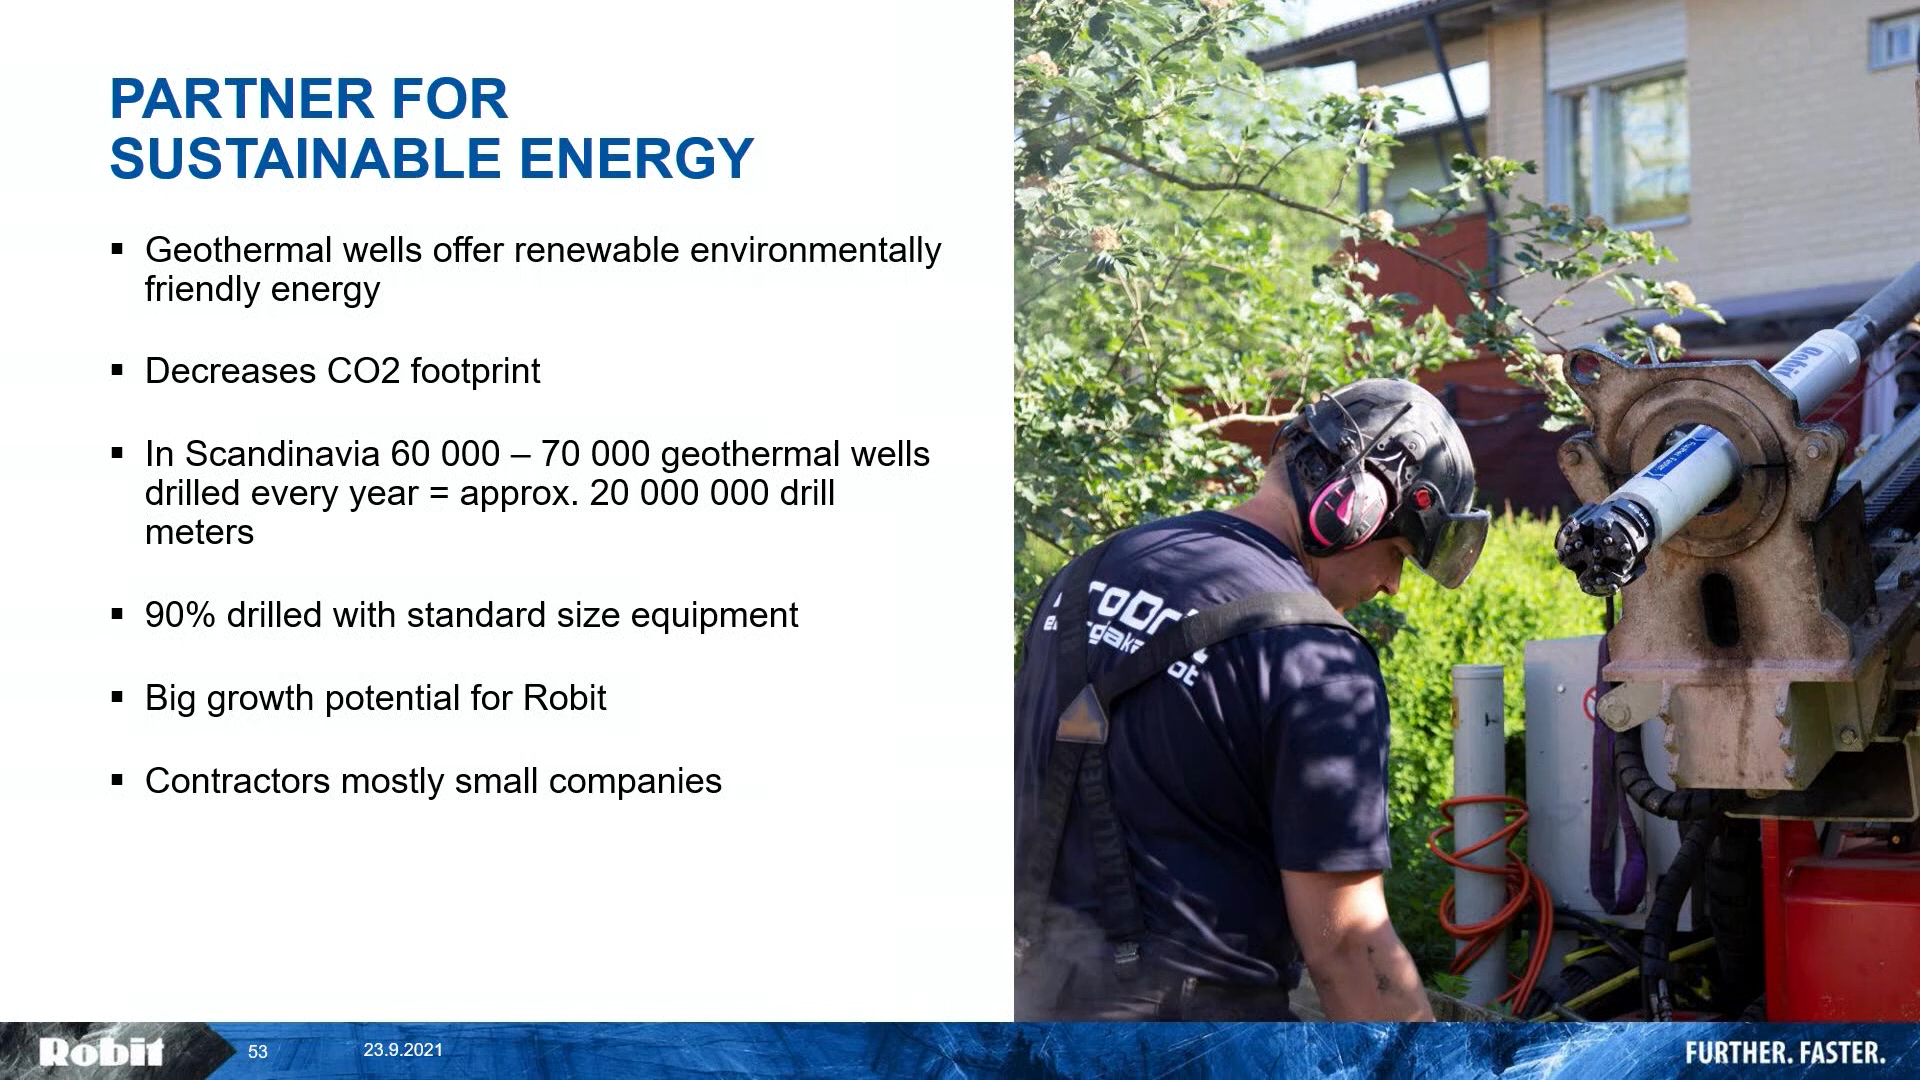 PARTNER FOR
SUSTAINABLE ENERGY
▪ Geothermal wells offer renewable environmentally
friendly energy
▪ Decreases CO2 footprint
▪ In Scandinavia 60 000 – 70 000 geothermal wells
drilled every year = approx. 20 000 000 drill
meters
▪ 90% drilled with standard size equipment
▪ Big growth potential for Robit
▪ Contractors mostly small companies
Robit
Robit
53
23.9.2021
FURTHER. FASTER.